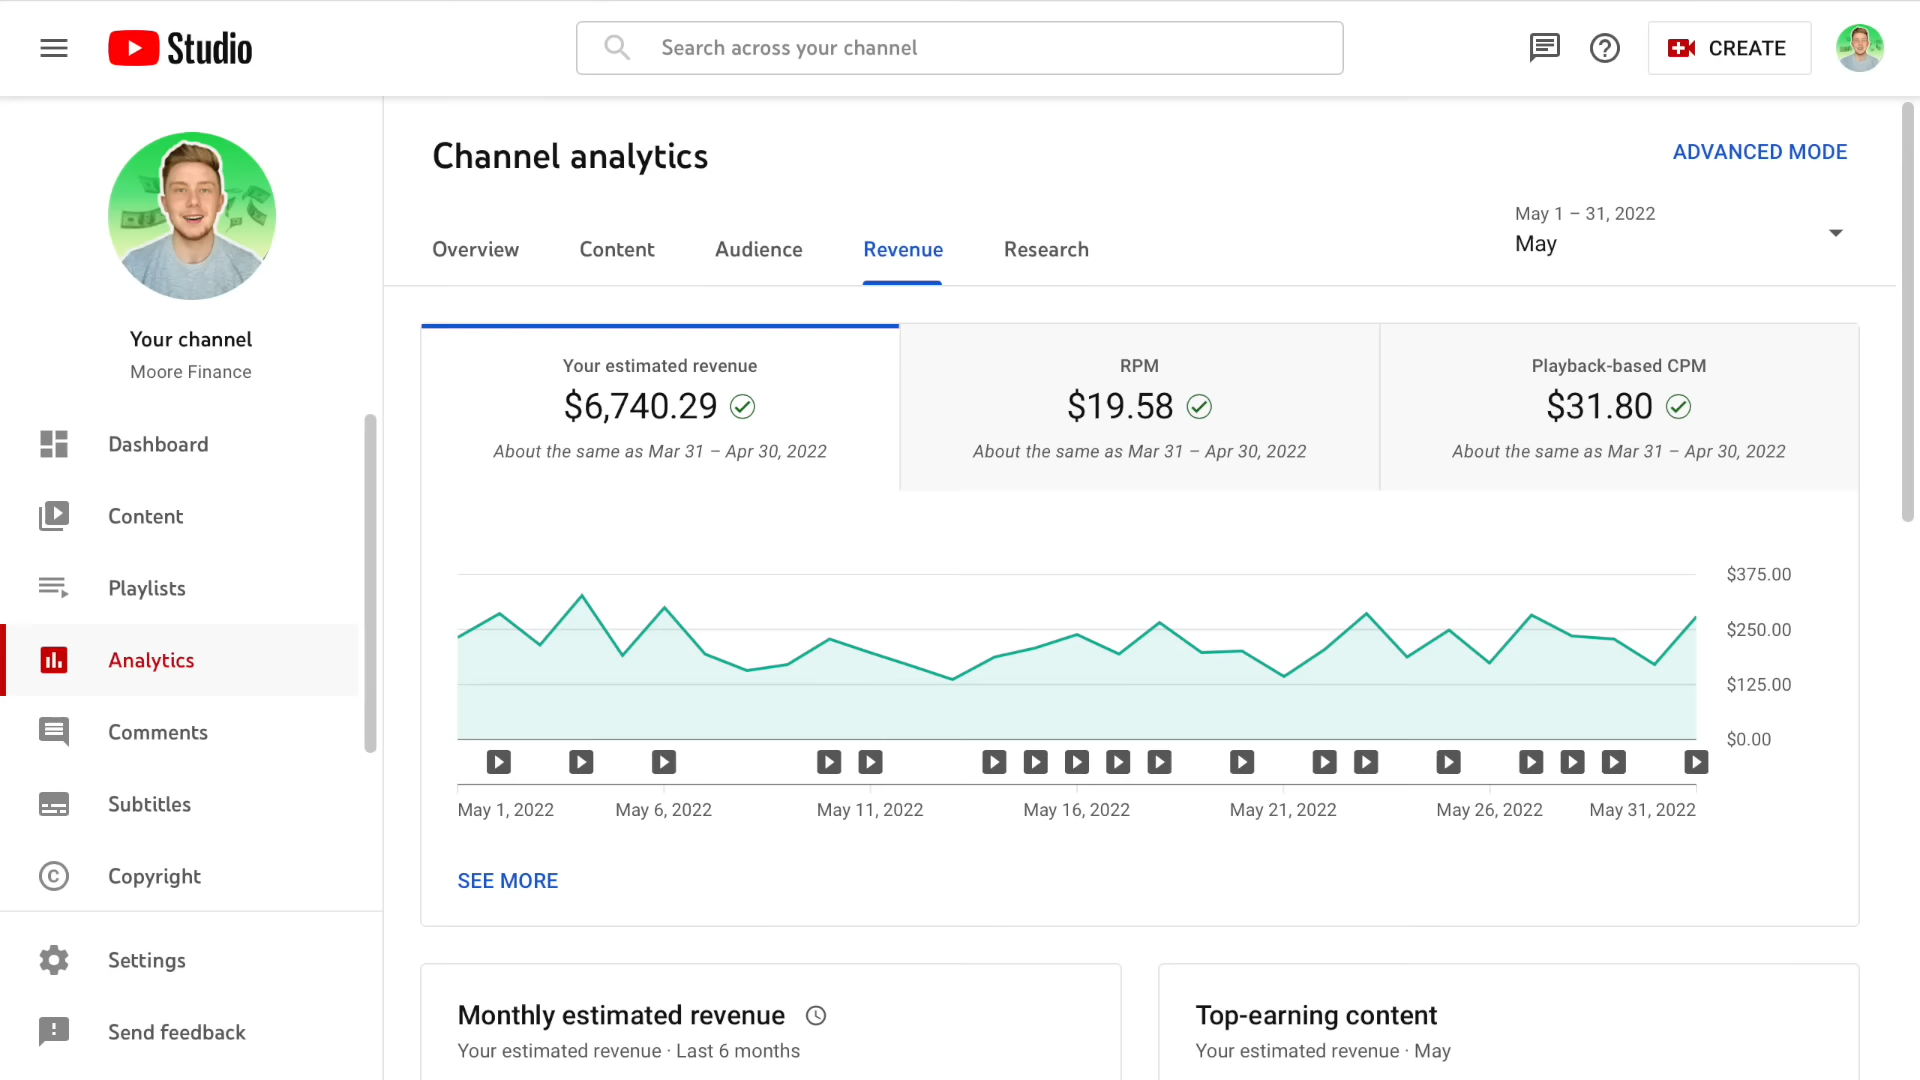 Studio
Search across your channel
CREATE
Your channel
Moore Finance
Dashboard
Content
Playlists
Analytics
Comments
Subtitles
Copyright
Settings
Send feedback
Channel analytics
ADVANCED MODE
Overview
Content
Audience
Revenue
Research
May 1 – 31, 2022
May
Your estimated revenue
$6,740.29
About the same as Mar 31 – Apr 30, 2022
RPM
$19.58
About the same as Mar 31 – Apr 30, 2022
Playback-based CPM
$31.80
About the same as Mar 31 – Apr 30, 2022
$375.00
$250.00
$125.00
$0.00
May 1, 2022
May 6, 2022
May 11, 2022
May 16, 2022
May 21, 2022
May 26, 2022
May 31, 2022
SEE MORE
Monthly estimated revenue
Your estimated revenue · Last 6 months
Top-earning content
Your estimated revenue · May